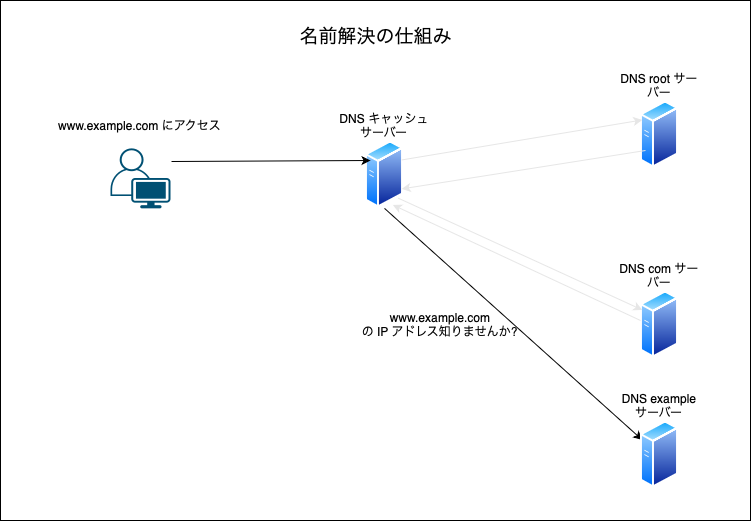 名前解決の仕組み
DNS root サー
バー
www.example.com にアクセス
DNS キャッシュ
サーバー
DNS com サー
バー
www.example.com
の IP アドレス知りませんか?
DNS example
サーバー